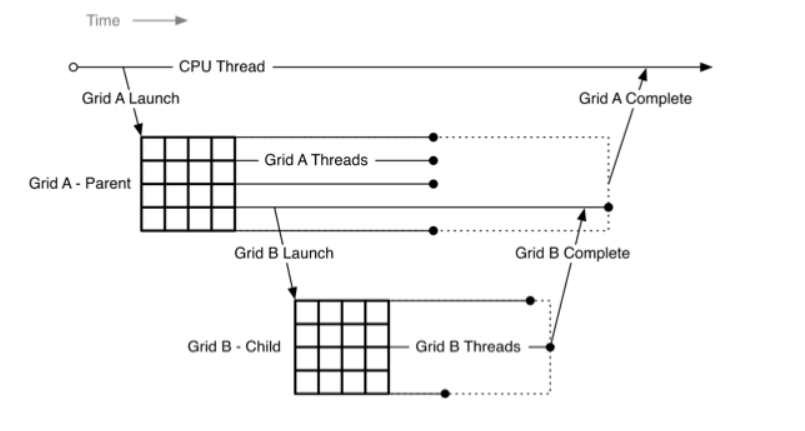 Time
CPU Thread
Grid A Launch
Grid A Complete
Grid A Threads
Grid A - Parent
Grid B Launch
Grid B Complete
Grid B - Child
Grid B Threads